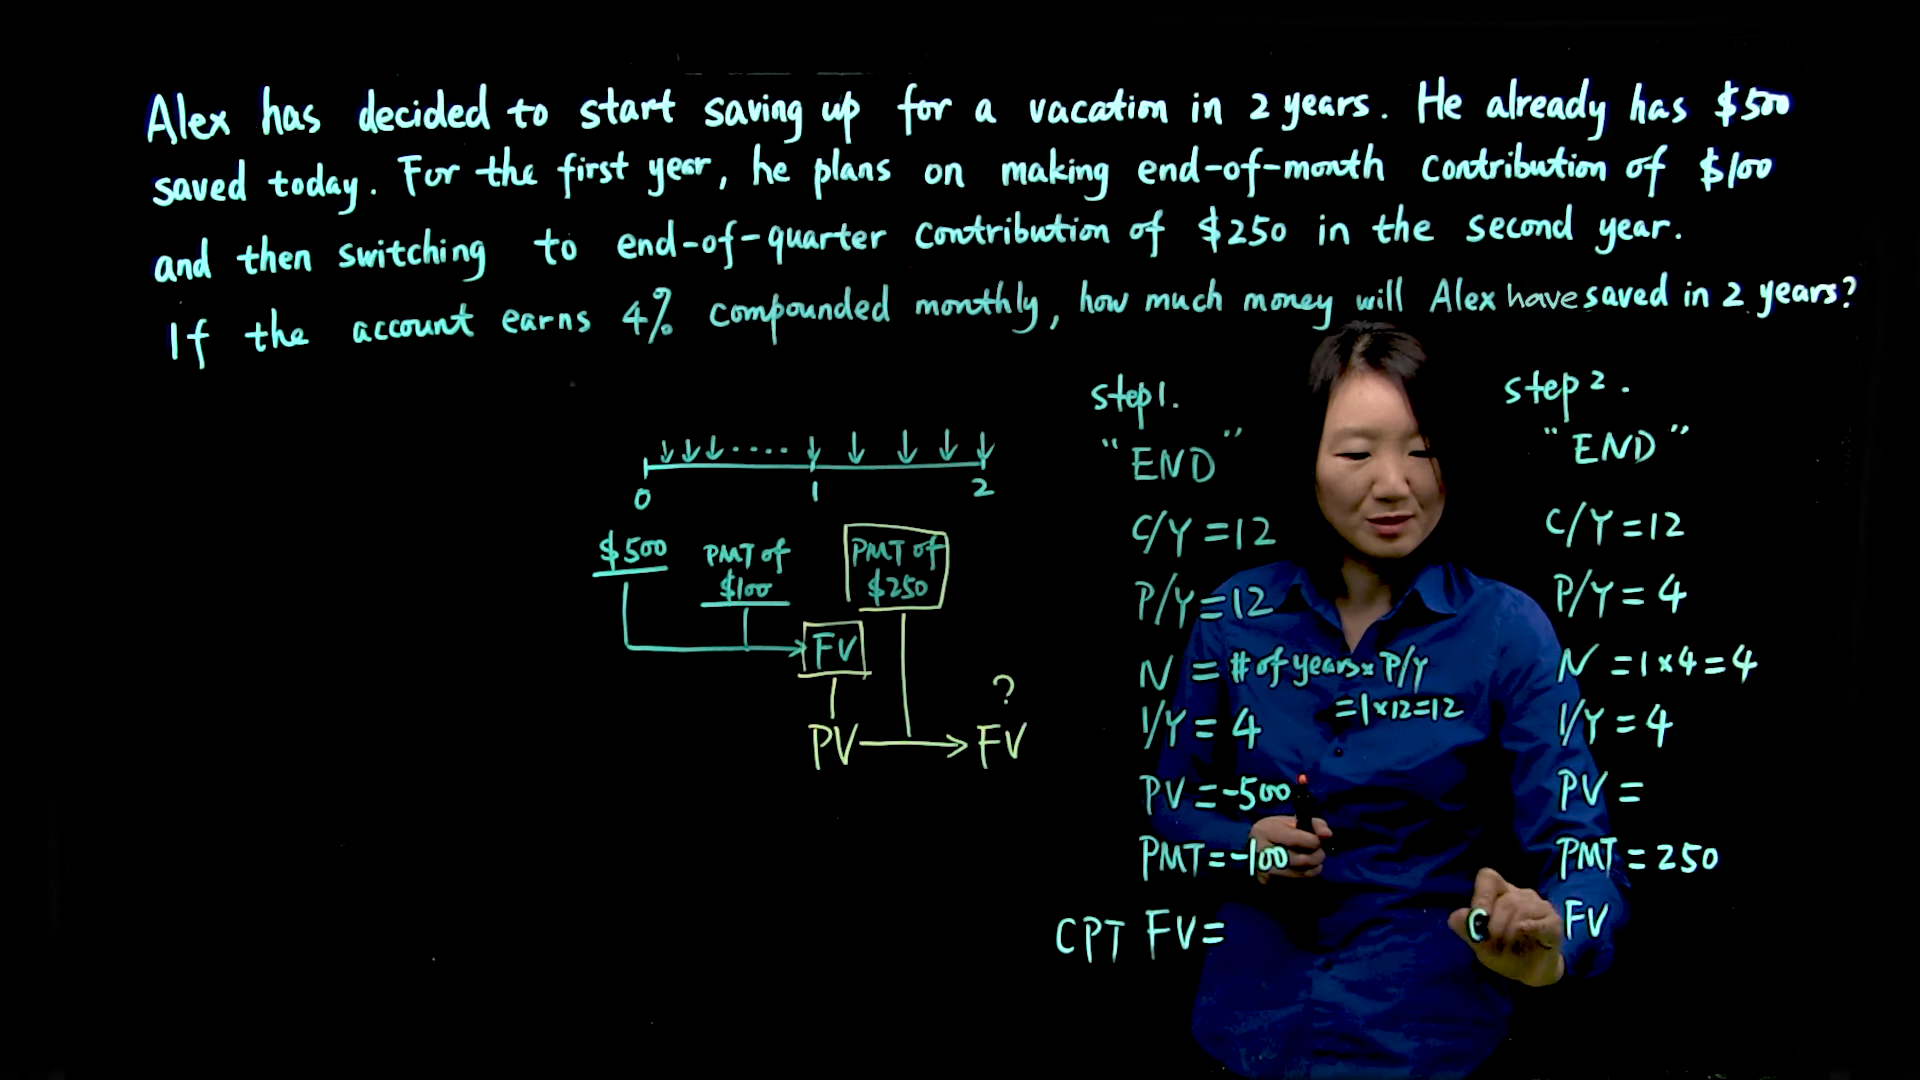 Alex has decided to start saving up for a vacation in 2 years. He already has $500
saved today. For the first year, he plans on making end-of-month contribution of $100
and then switching to end-of-quarter contribution of $250 in the second year.
If the account earns 4% compounded monthly, how much money will Alex have saved in 2 years?
0 1 2
$500
PMT of
$100
PMT of
$250
FV
?
PV FV
step1.
"END"
C/Y=12
P/Y=12
N = # of years × P/Y
=1×12=12
I/Y = 4
PV = -500
PMT = -100
CPT FV=
step2.
"END"
C/Y=12
P/Y= 4
N =1×4=4
I/Y = 4
PV =
PMT = 250
C FV